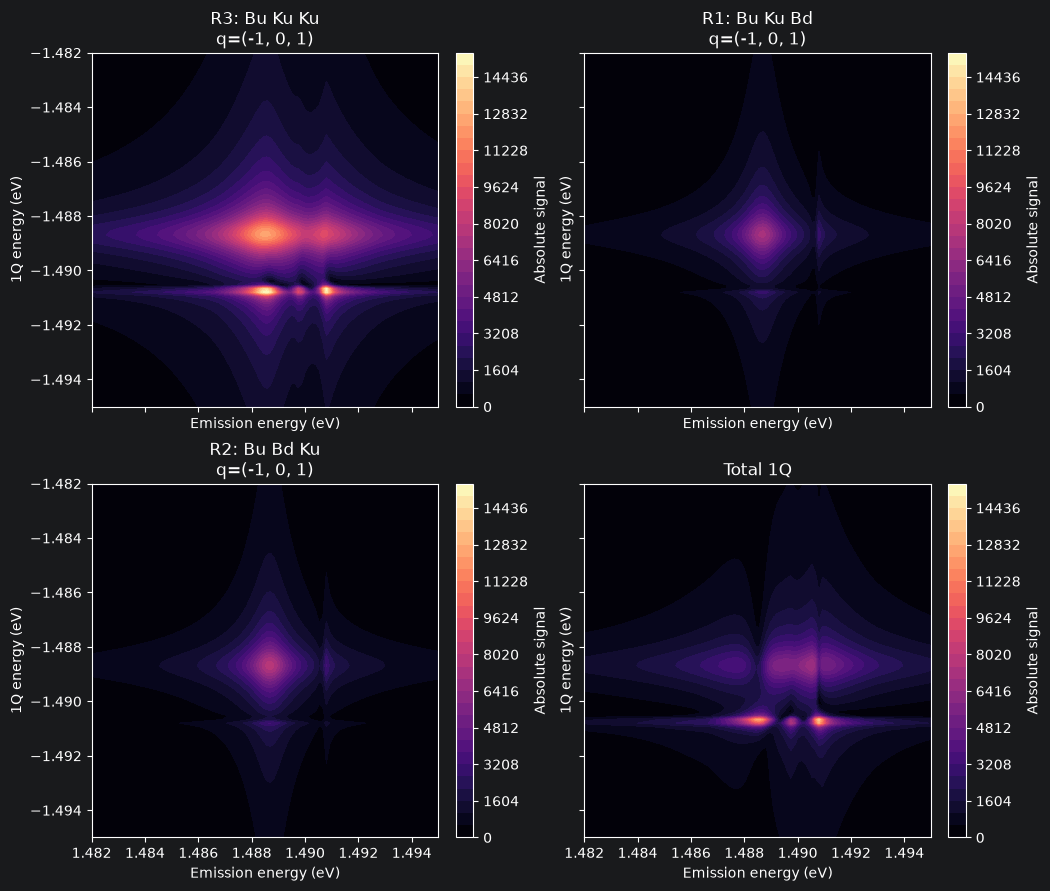 R3: Bu Ku Ku
q=(-1, 0, 1)
R1: Bu Ku Bd
q=(-1, 0, 1)
−1.482
−1.484
−1.486
−1.488
−1.490
−1.492
−1.494
1Q energy (eV)
Emission energy (eV)
14436
12832
11228
9624
8020
6416
4812
3208
1604
0
Absolute signal
1Q energy (eV)
Emission energy (eV)
14436
12832
11228
9624
8020
6416
4812
3208
1604
0
Absolute signal
R2: Bu Bd Ku
q=(-1, 0, 1)
Total 1Q
−1.482
−1.484
−1.486
−1.488
−1.490
−1.492
−1.494
1Q energy (eV)
1.482 1.484 1.486 1.488 1.490 1.492 1.494
Emission energy (eV)
14436
12832
11228
9624
8020
6416
4812
3208
1604
0
Absolute signal
1Q energy (eV)
1.482 1.484 1.486 1.488 1.490 1.492 1.494
Emission energy (eV)
14436
12832
11228
9624
8020
6416
4812
3208
1604
0
Absolute signal